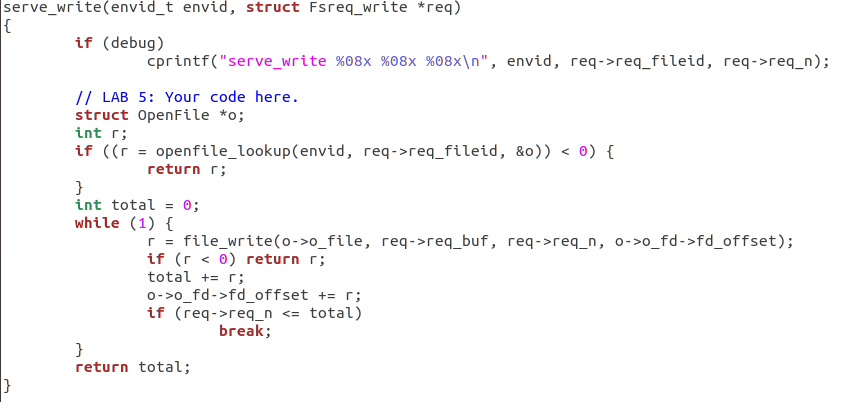 serve_write(envid_t envid, struct Fsreq_write *req)
{
        if (debug)
                cprintf("serve_write %08x %08x %08x\n", envid, req->req_fileid, req->req_n);

        // LAB 5: Your code here.
        struct OpenFile *o;
        int r;
        if ((r = openfile_lookup(envid, req->req_fileid, &o)) < 0) {
                return r;
        }
        int total = 0;
        while (1) {
                r = file_write(o->o_file, req->req_buf, req->req_n, o->o_fd->fd_offset);
                if (r < 0) return r;
                total += r;
                o->o_fd->fd_offset += r;
                if (req->req_n <= total)
                        break;
        }
        return total;
}